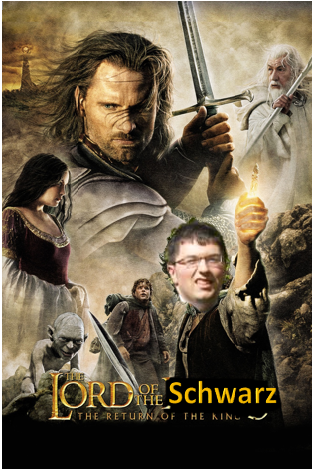 THE
LORD OF THE Schwarz
THE RETURN OF THE KING